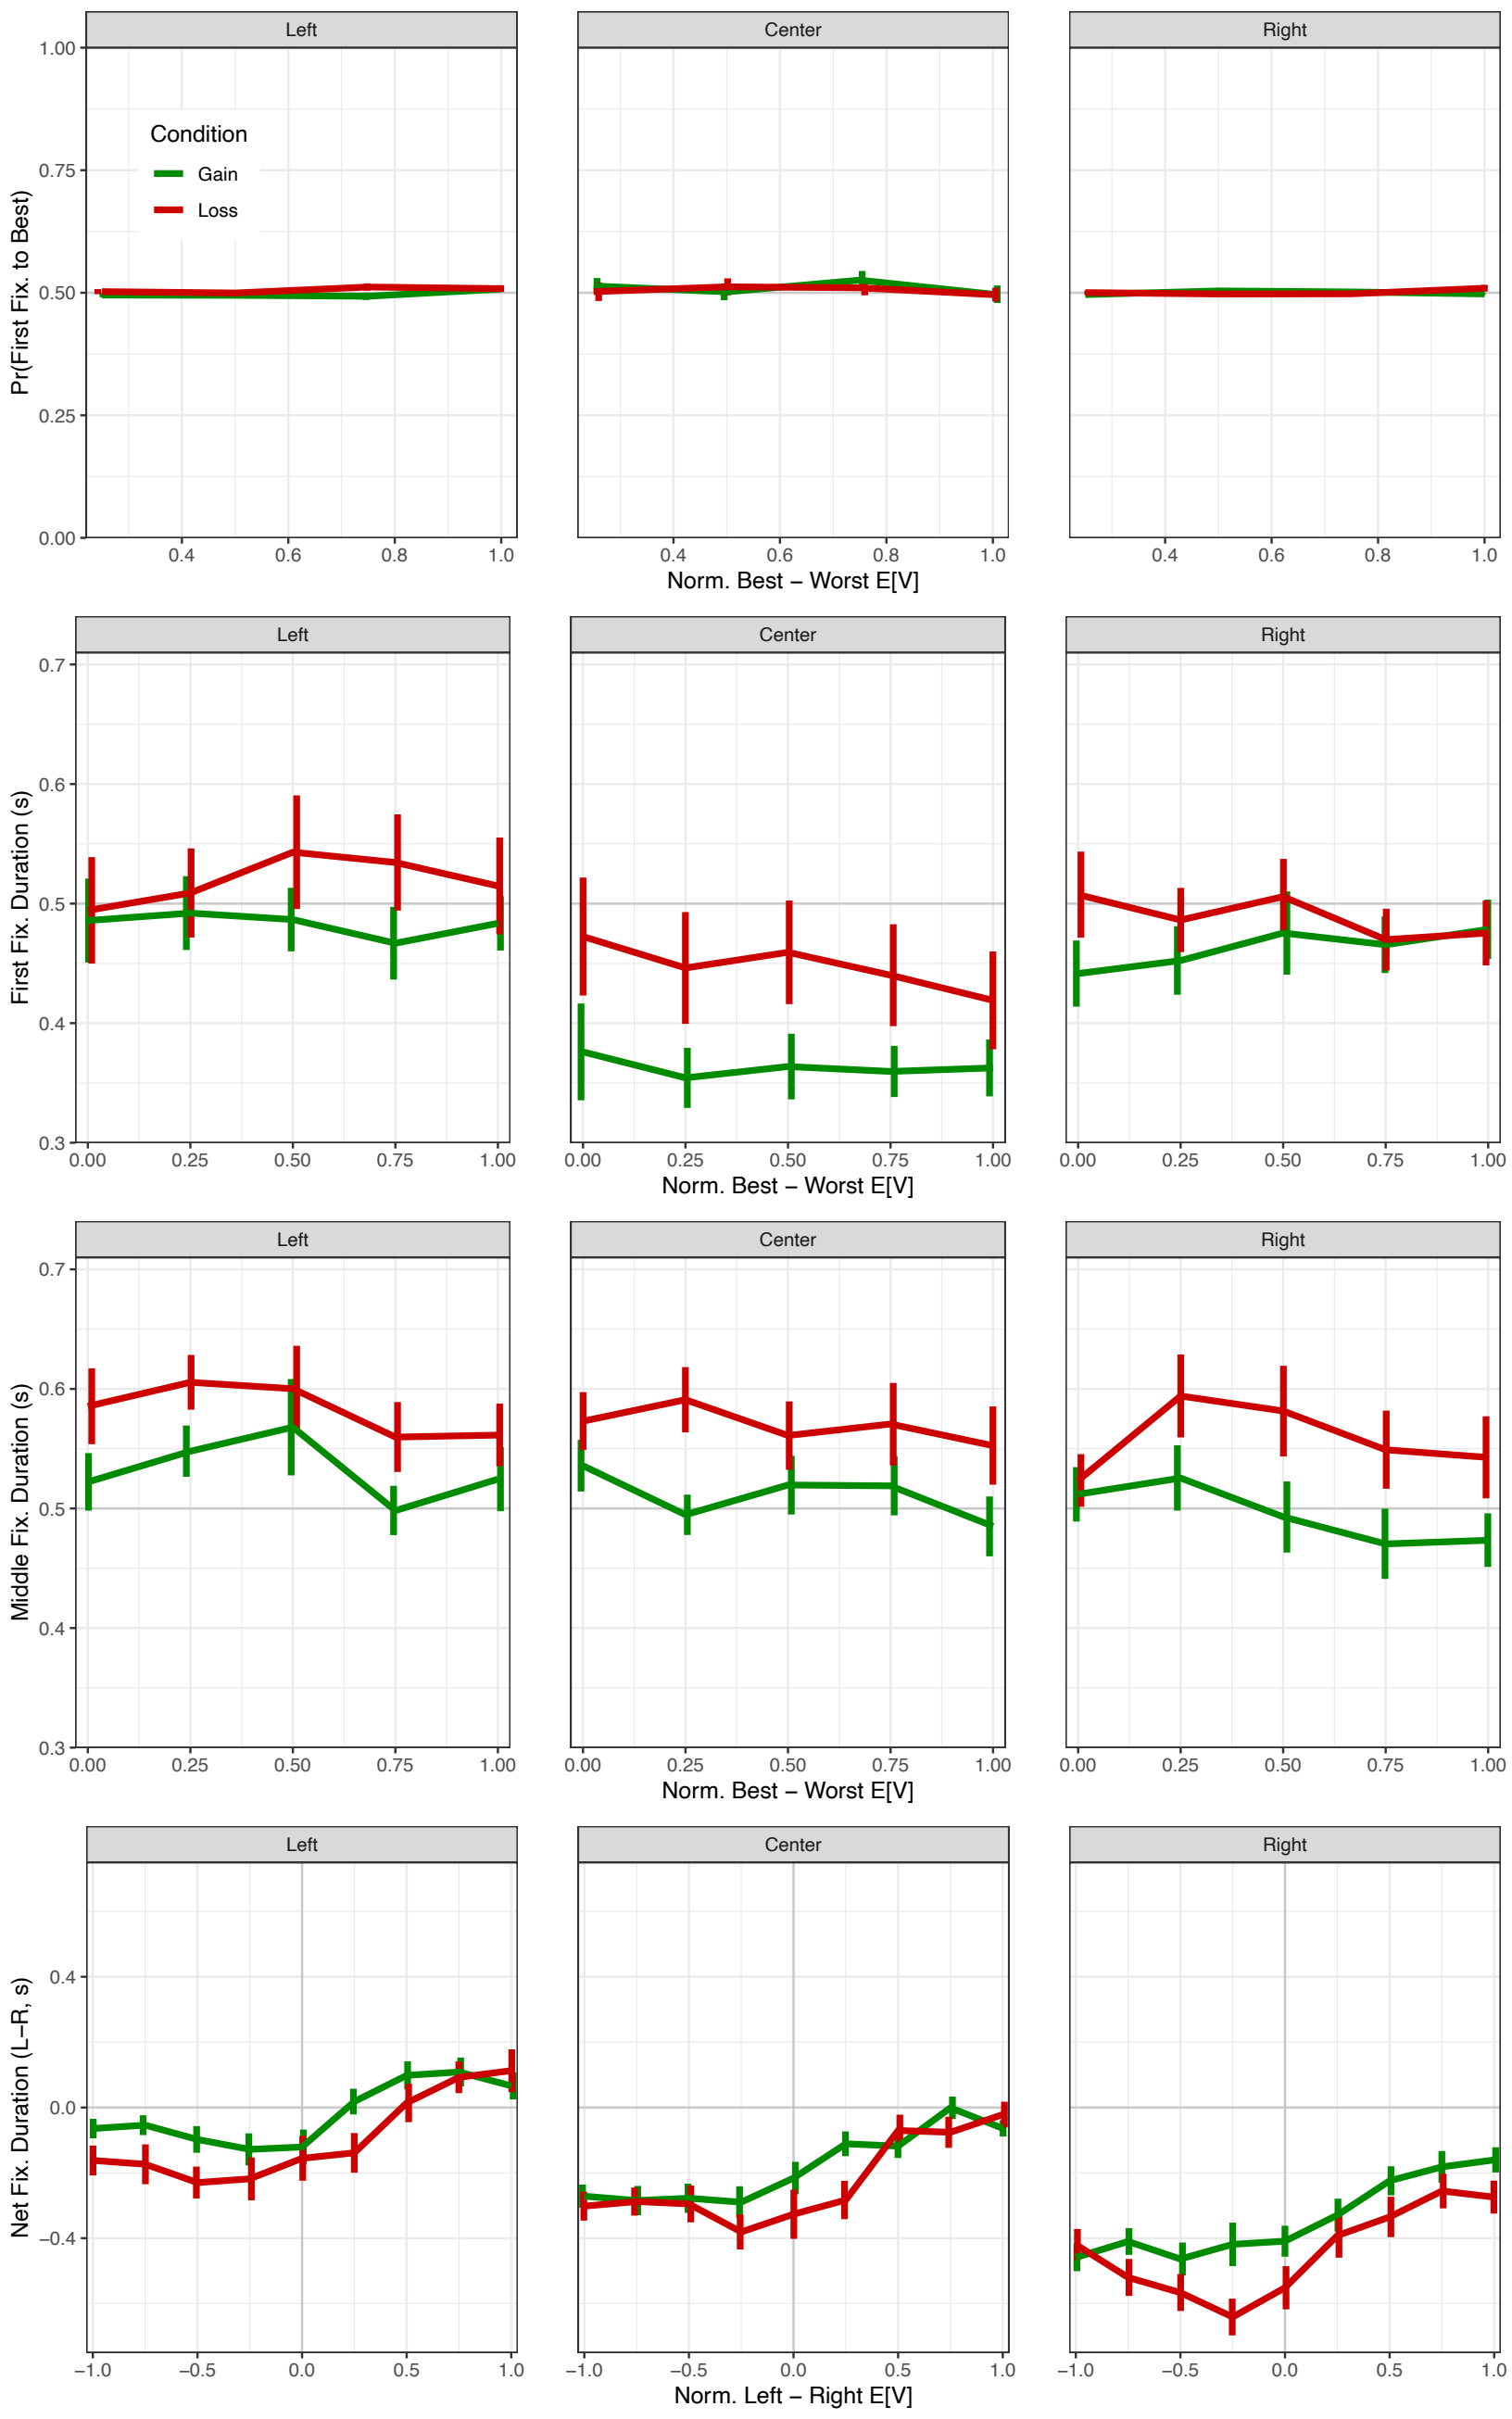 Left Center Right
1.00
0.75
0.50
0.25
0.00
Pr(First Fix. to Best)
Condition
Gain
Loss
0.4 0.6 0.8 1.0 0.4 0.6 0.8 1.0 0.4 0.6 0.8 1.0
Norm. Best – Worst E[V]
Left Center Right
0.7
0.6
0.5
0.4
0.3
First Fix. Duration (s)
0.00 0.25 0.50 0.75 1.00 0.00 0.25 0.50 0.75 1.00 0.00 0.25 0.50 0.75 1.00
Norm. Best – Worst E[V]
Left Center Right
0.7
0.6
0.5
0.4
0.3
Middle Fix. Duration (s)
0.00 0.25 0.50 0.75 1.00 0.00 0.25 0.50 0.75 1.00 0.00 0.25 0.50 0.75 1.00
Norm. Best – Worst E[V]
Left Center Right
0.4
0.0
−0.4
Net Fix. Duration (L−R, s)
−1.0 −0.5 0.0 0.5 1.0 −1.0 −0.5 0.0 0.5 1.0 −1.0 −0.5 0.0 0.5 1.0
Norm. Left – Right E[V]